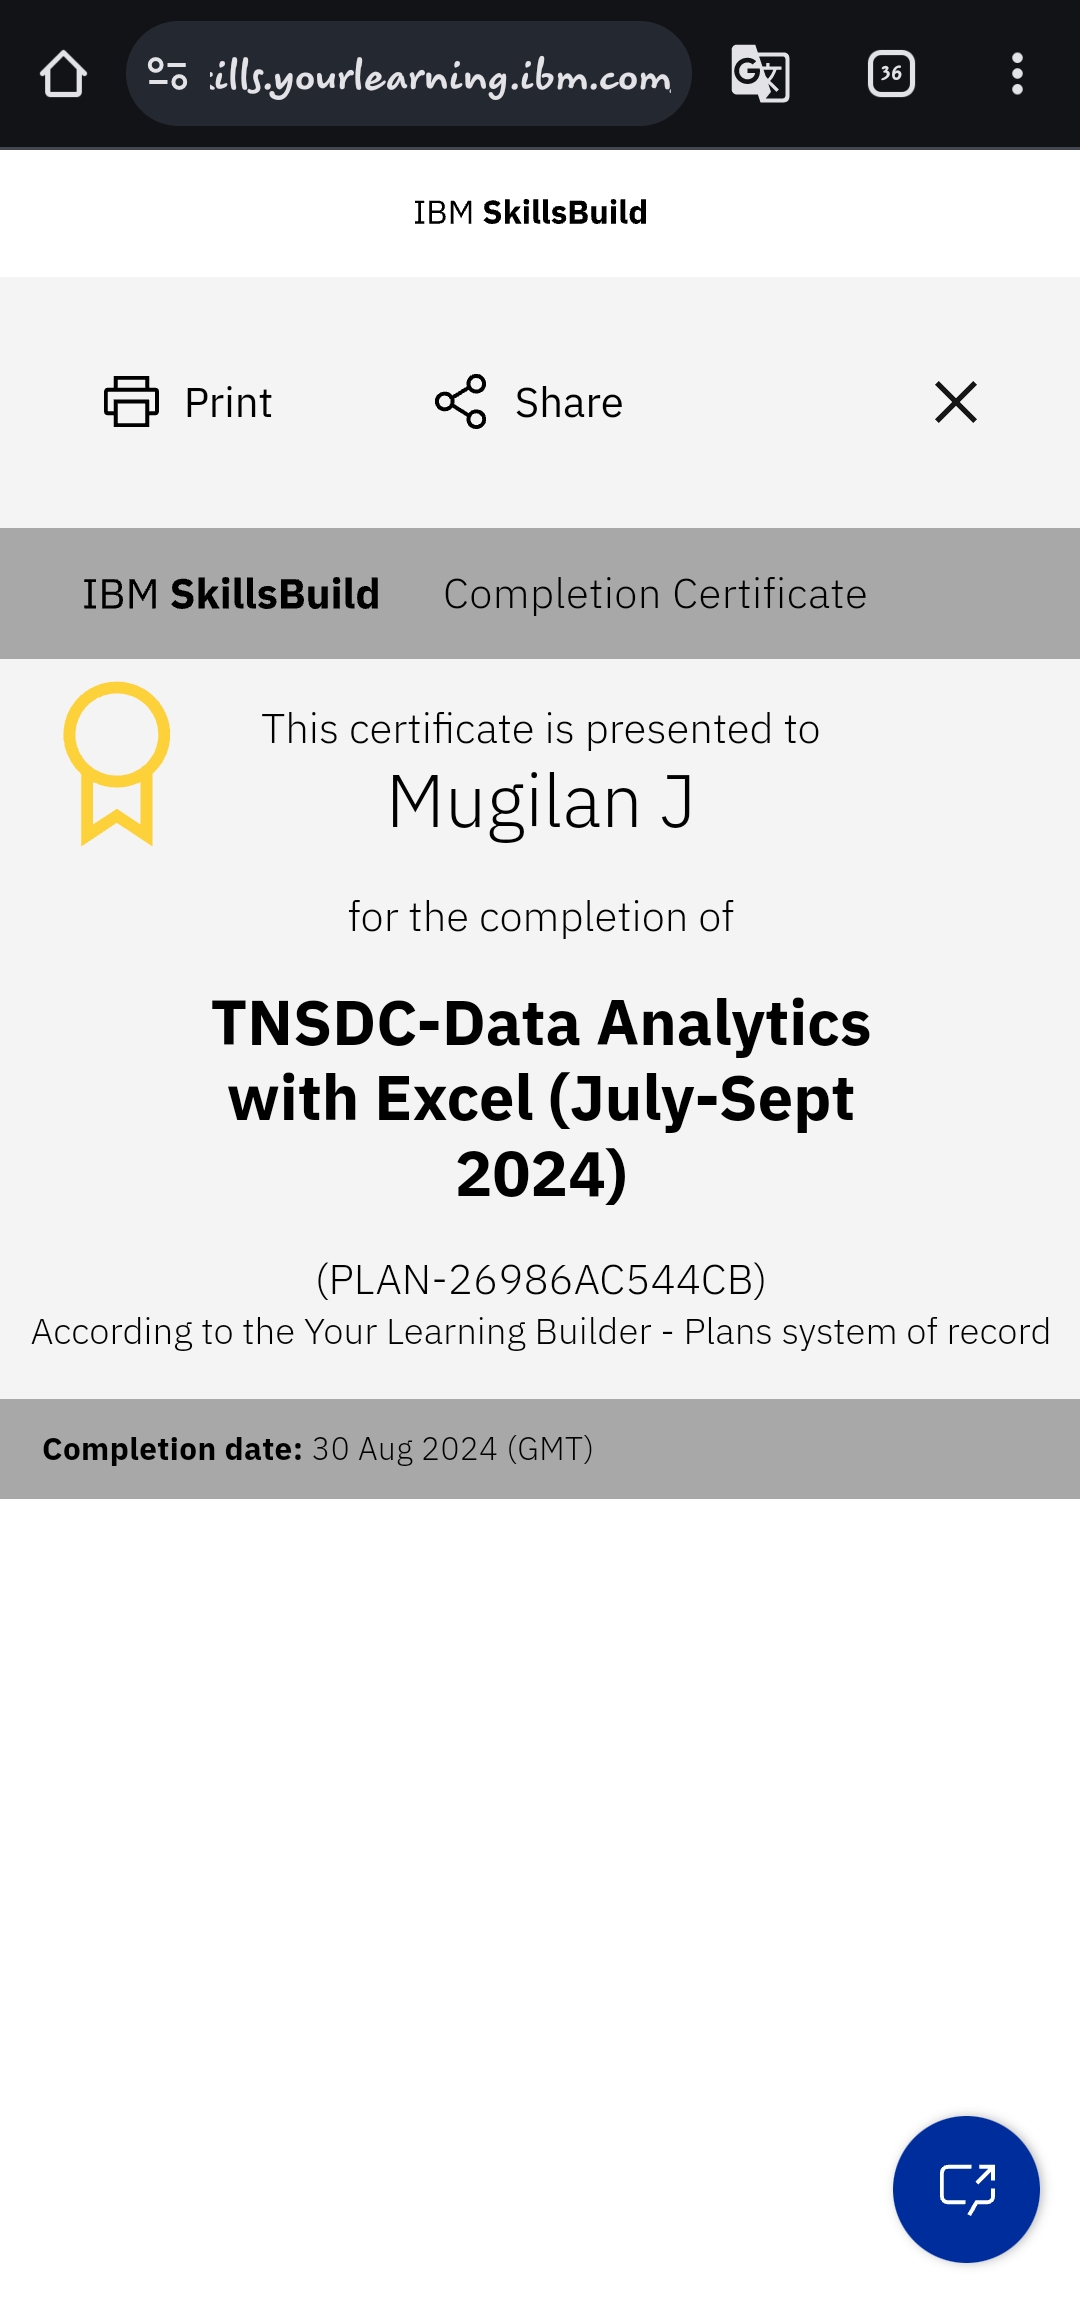 ills.yourlearning.ibm.com
36
IBM SkillsBuild
Print
Share
IBM SkillsBuild Completion Certificate
This certificate is presented to
Mugilan J
for the completion of
TNSDC-Data Analytics
with Excel (July-Sept
2024)
(PLAN-26986AC544CB)
According to the Your Learning Builder - Plans system of record
Completion date: 30 Aug 2024 (GMT)